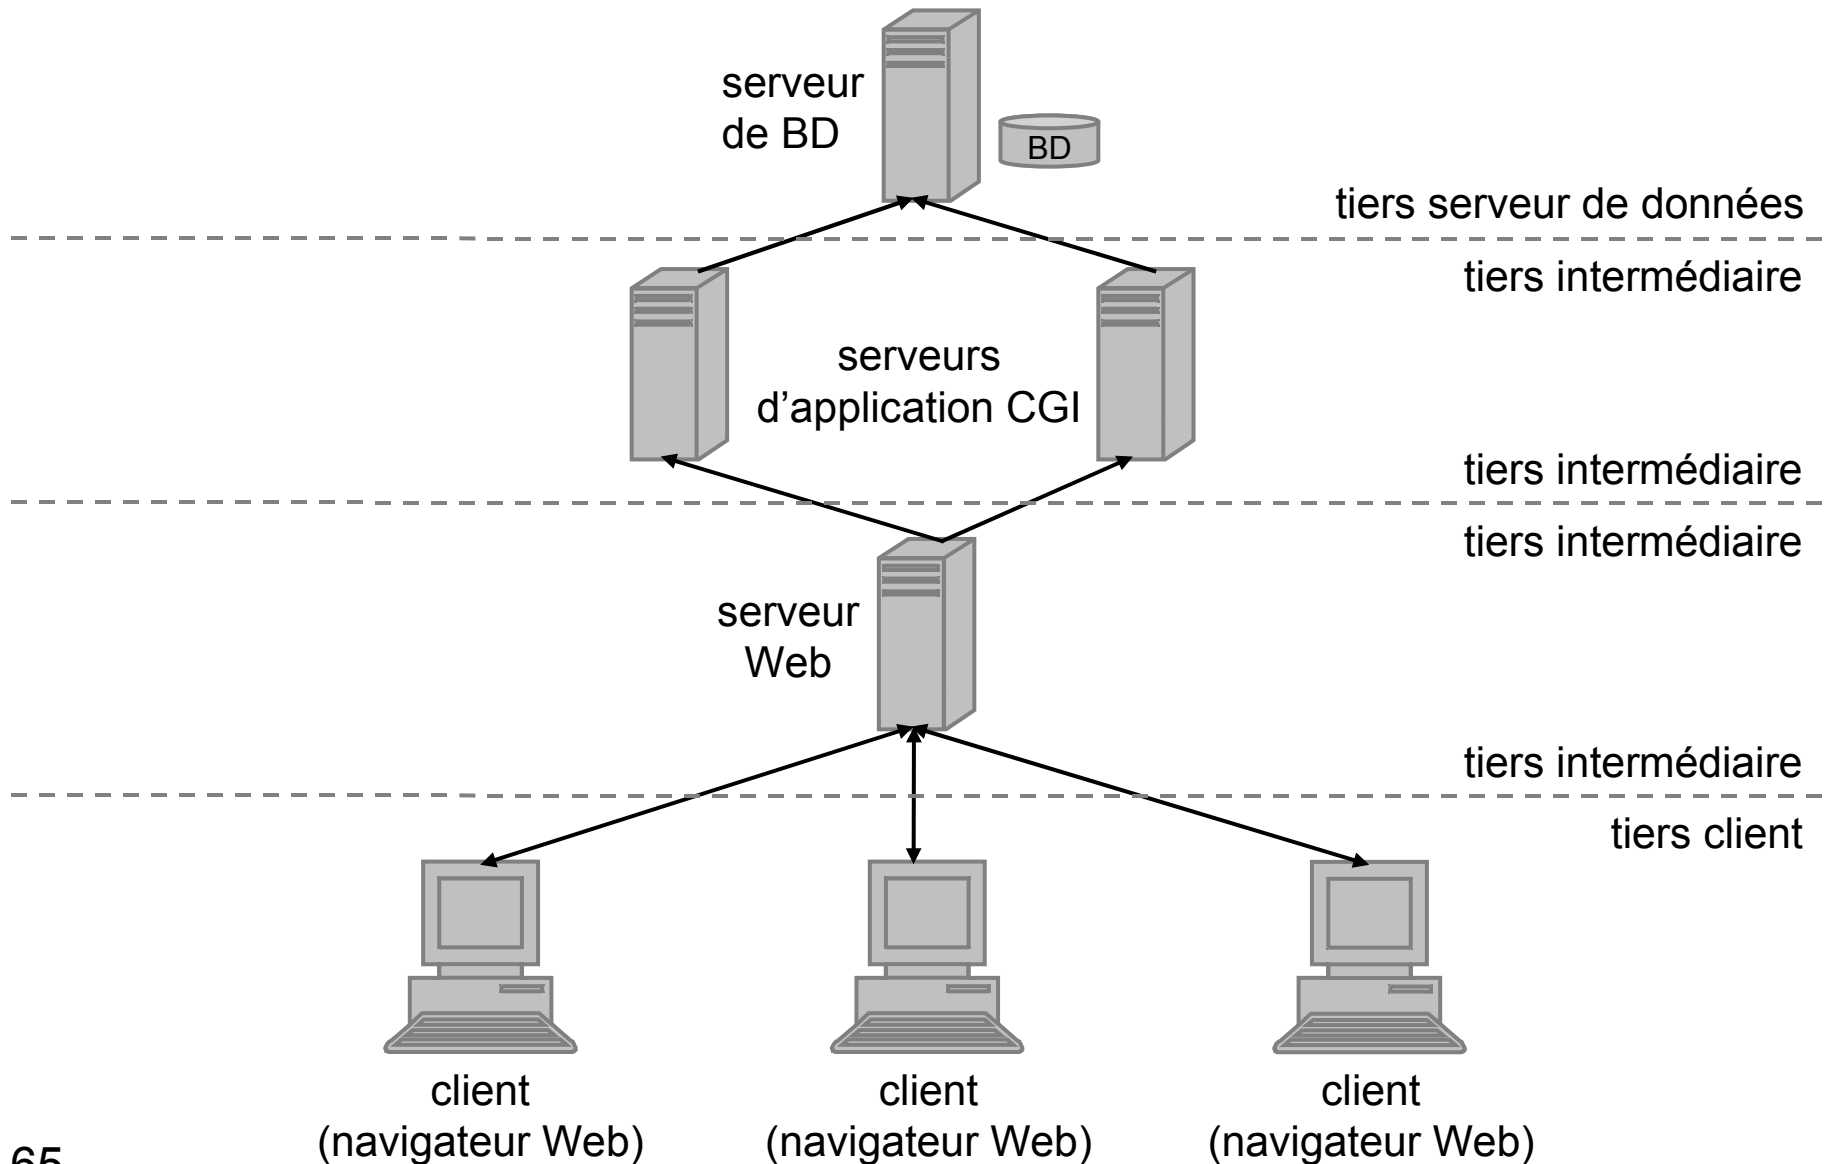 serveur
de BD
BD
tiers serveur de données
tiers intermédiaire
serveurs
d’application CGI
tiers intermédiaire
tiers intermédiaire
serveur
Web
tiers intermédiaire
tiers client
client
(navigateur Web)
client
(navigateur Web)
client
(navigateur Web)
65